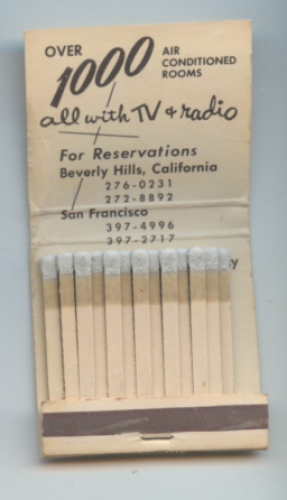 OVER 1000 AIR CONDITIONED ROOMS
all with TV & radio
For Reservations
Beverly Hills, California
276-0231
272-8892
San Francisco
397-4996
397-2717